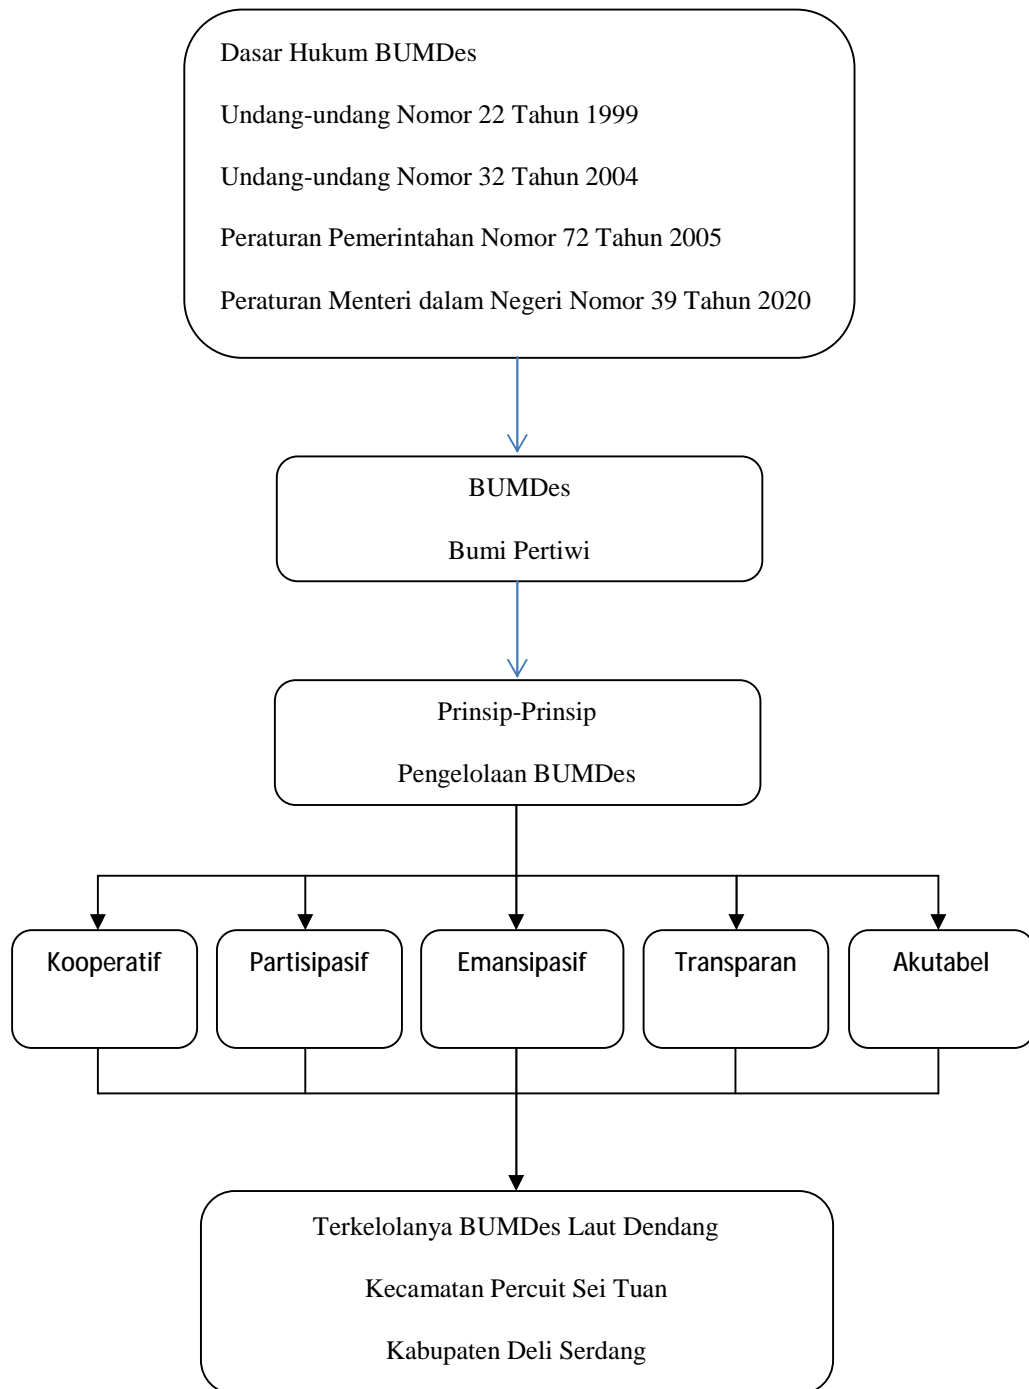 Dasar Hukum BUMDes
Undang-undang Nomor 22 Tahun 1999
Undang-undang Nomor 32 Tahun 2004
Peraturan Pemerintahan Nomor 72 Tahun 2005
Peraturan Menteri dalam Negeri Nomor 39 Tahun 2020
BUMDes
Bumi Pertiwi
Prinsip-Prinsip
Pengelolaan BUMDes
Kooperatif
Partisipasif
Emansipasif
Transparan
Akutabel
Terkelolanya BUMDes Laut Dendang
Kecamatan Percuit Sei Tuan
Kabupaten Deli Serdang